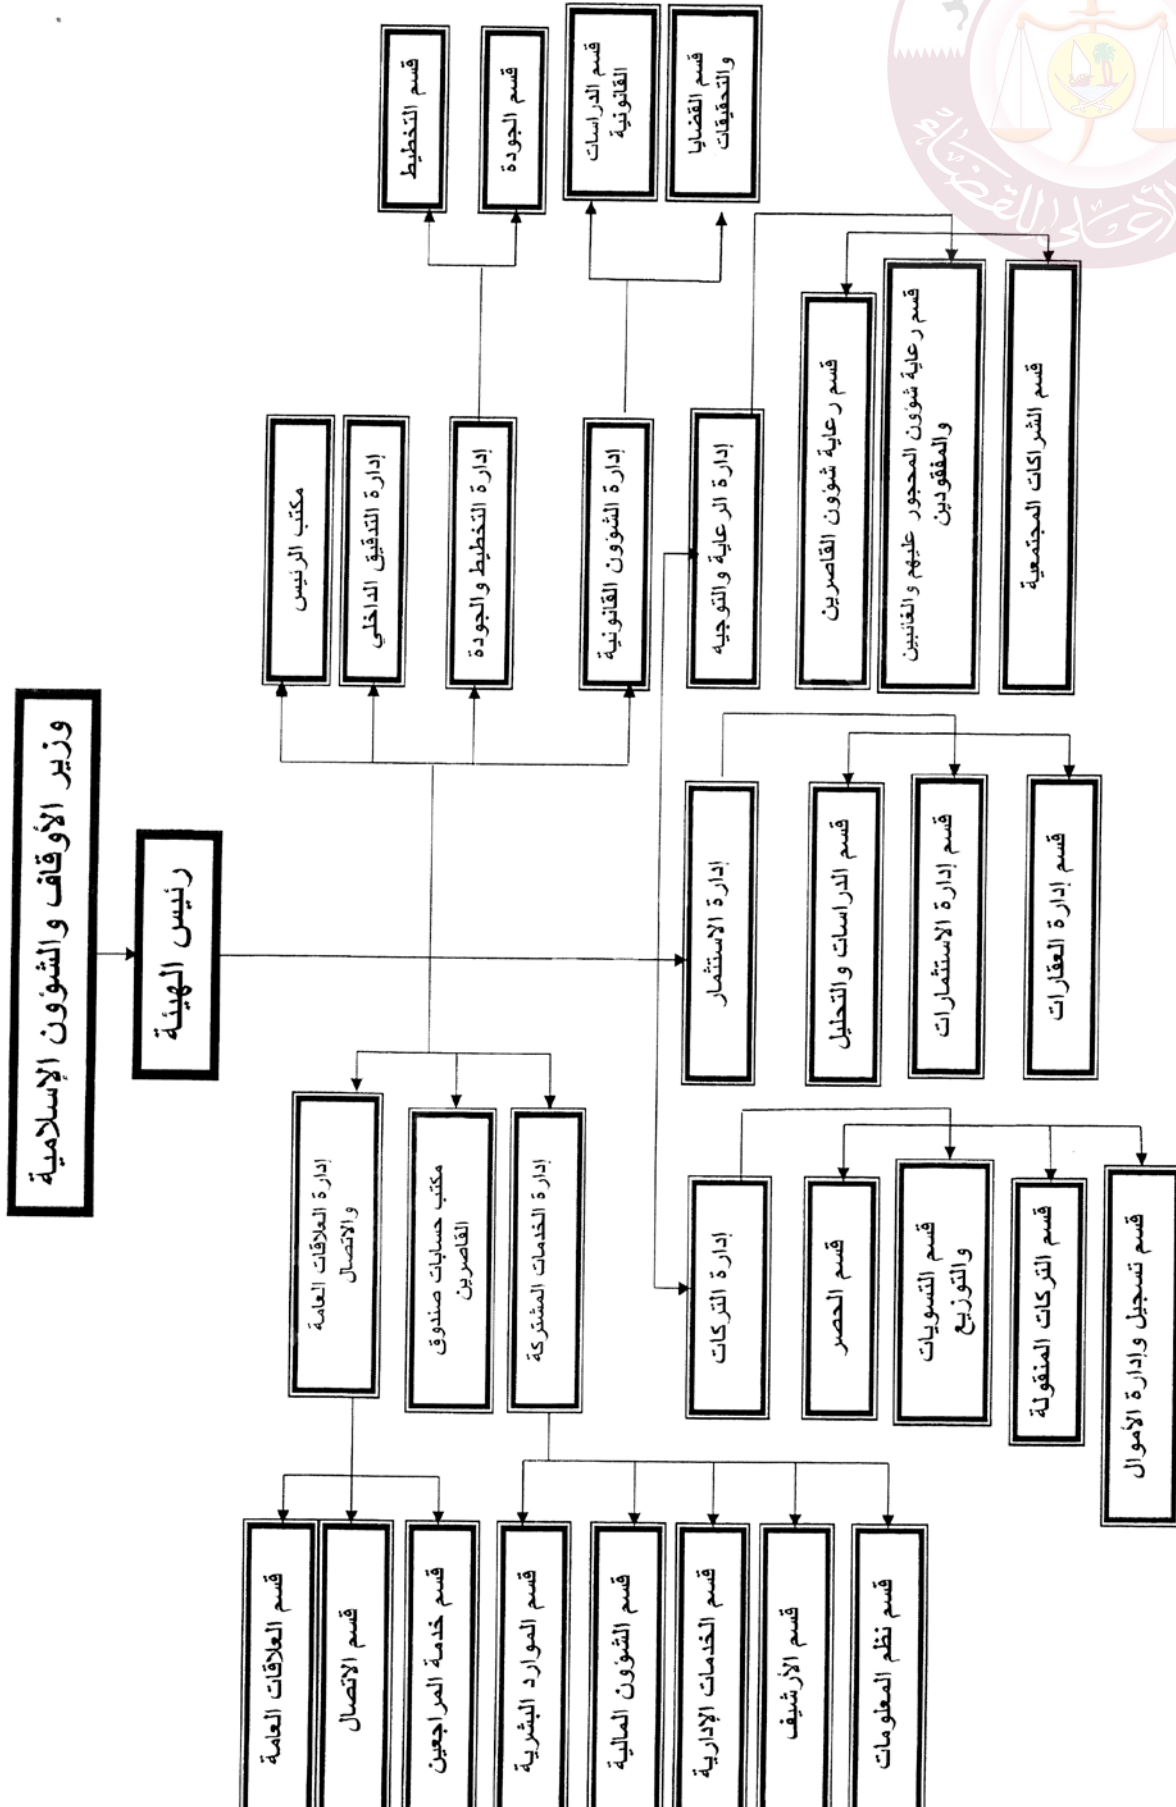 وزير الأوقاف والشؤون الإسلامية
رئيس الهيئة
مكتب الرئيس
إدارة التدقيق الداخلي
إدارة التخطيط والجودة
إدارة الشؤون القانونية
قسم التخطيط
قسم الجودة
قسم الدراسات
القانونية
قسم القضايا
والتحقيقات
إدارة العلاقات العامة
والاتصال
مكتب حسابات صندوق
القاصرين
إدارة الخدمات المشتركة
قسم العلاقات العامة
قسم الاتصال
قسم خدمة المراجعين
قسم الموارد البشرية
قسم الشؤون المالية
قسم الخدمات الإدارية
قسم الأرشيف
قسم نظم المعلومات
إدارة الرعاية والتوجيه
قسم رعاية شؤون القاصرين
قسم رعاية شؤون المحجور عليهم والغائبين
والمفقودين
قسم الشراكات المجتمعية
إدارة الاستثمار
قسم الدراسات والتحليل
قسم إدارة الاستثمارات
قسم إدارة العقارات
إدارة التركات
قسم الحصر
قسم التسويات
والتوزيع
قسم التركات المنقولة
قسم تسجيل وإدارة الأموال
الأعلى للقضاء